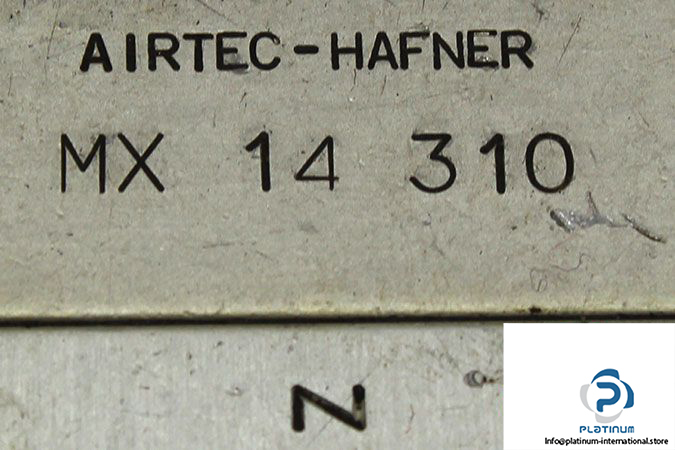 AIRTEC-HAFNER
MX 14 310
N
PLATINUM
Info@platinum-international.store